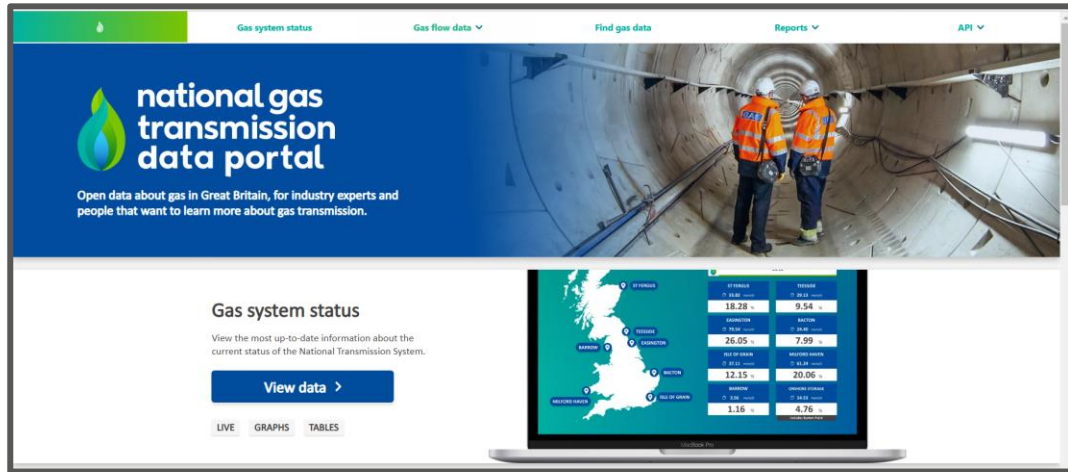 Gas system status
Gas flow data
Find gas data
Reports
API
national gas
transmission
data portal
Open data about gas in Great Britain, for industry experts and
people that want to learn more about gas transmission.
Gas system status
View the most up-to-date information about the
current status of the National Transmission System.
View data >
LIVE GRAPHS TABLES
ST FERGUS
TEESSIDE
BARROW
EASINGTON
BACTON
MILFORD HAVEN
ISLE OF GRAIN
ST FERGUS TEESSIDE
18.28 % 9.54 %
EASINGTON BACTON
26.05 % 7.99 %
ISLE OF GRAIN MILFORD HAVEN
12.15 % 20.06 %
BARROW ONSHORE STORAGE
1.16 % 4.76 %
MacBook Pro